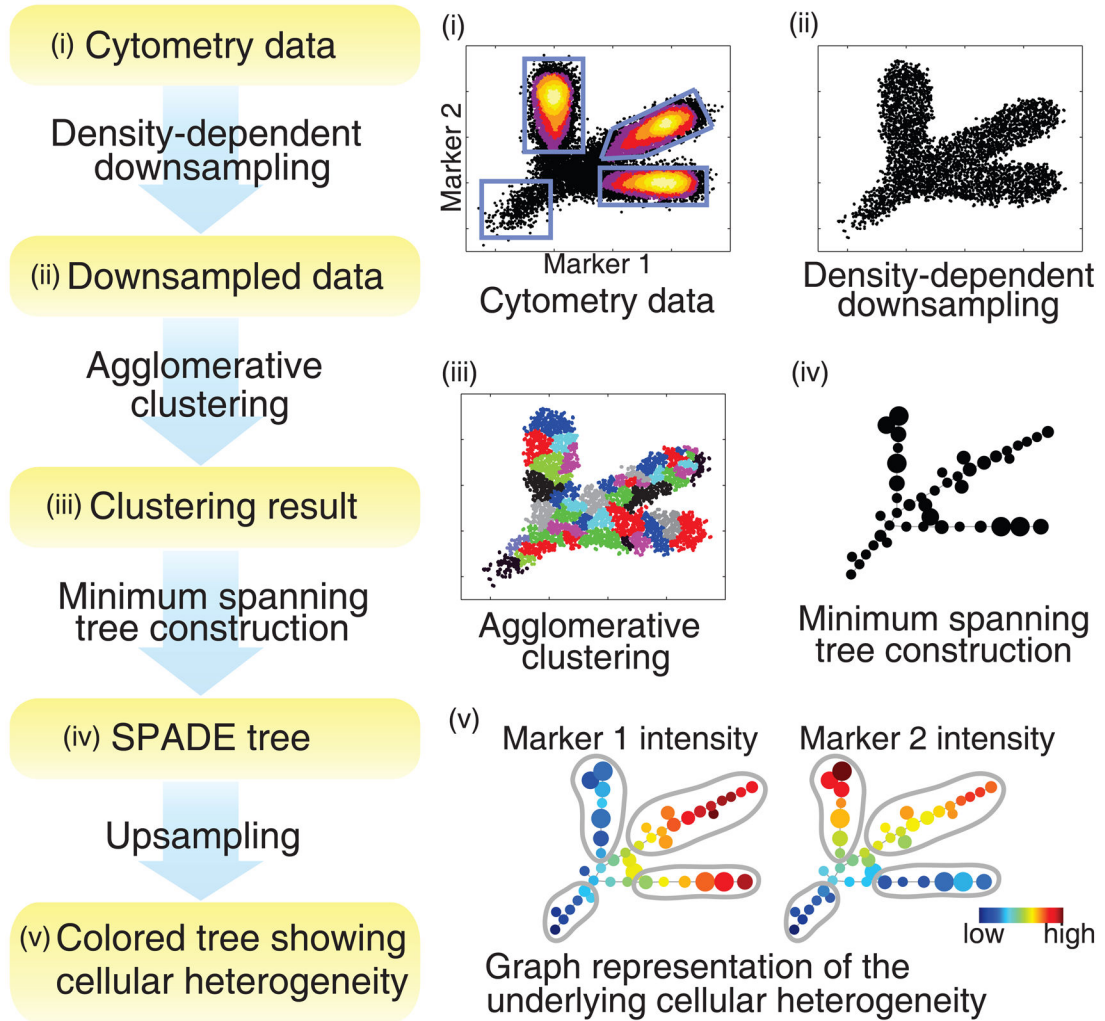 (i) Cytometry data
Density-dependent
downsampling
(ii) Downsampled data
Agglomerative
clustering
(iii) Clustering result
Minimum spanning
tree construction
(iv) SPADE tree
Upsampling
(v) Colored tree showing
cellular heterogeneity
(i)
Marker 2
Marker 1
Cytometry data
(ii)
Density-dependent
downsampling
(iii)
Agglomerative
clustering
(iv)
Minimum spanning
tree construction
(v)
Marker 1 intensity
Marker 2 intensity
low
high
Graph representation of the
underlying cellular heterogeneity